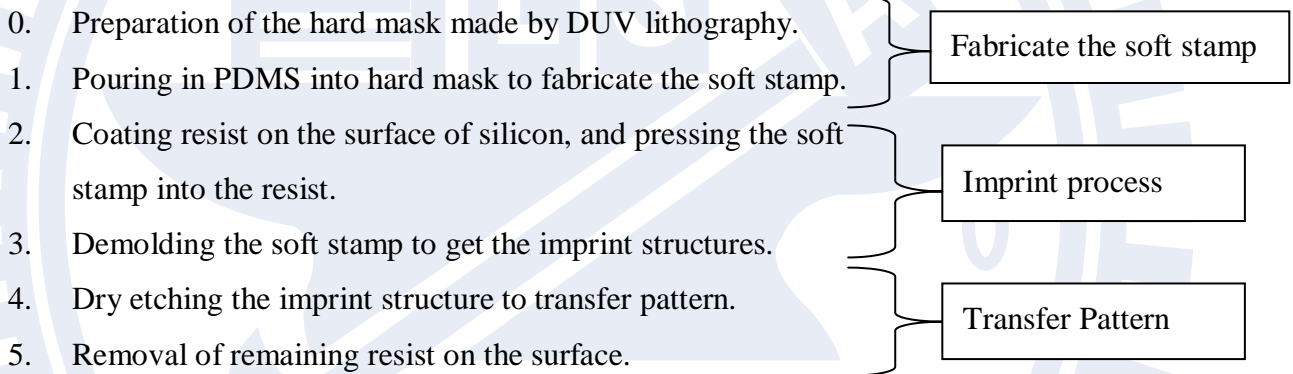 0. Preparation of the hard mask made by DUV lithography.
Fabricate the soft stamp
1. Pouring in PDMS into hard mask to fabricate the soft stamp.
2. Coating resist on the surface of silicon, and pressing the soft
stamp into the resist.
Imprint process
3. Demolding the soft stamp to get the imprint structures.
4. Dry etching the imprint structure to transfer pattern.
Transfer Pattern
5. Removal of remaining resist on the surface.